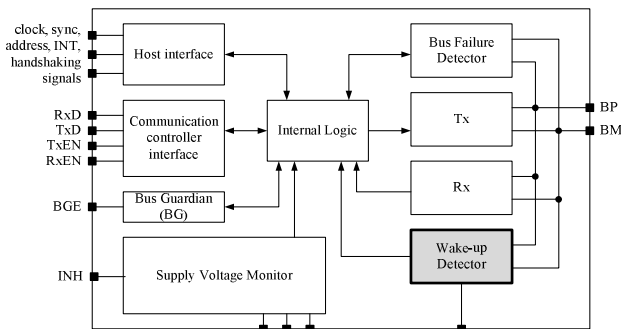 clock, sync,
address, INT,
handshaking
signals
Host interface
Bus Failure
Detector
RxD
TxD
TxEN
RxEN
Communication
controller
interface
Internal Logic
Tx
BP
BM
Rx
BGE
Bus Guardian
(BG)
Wake-up
Detector
INH
Supply Voltage Monitor